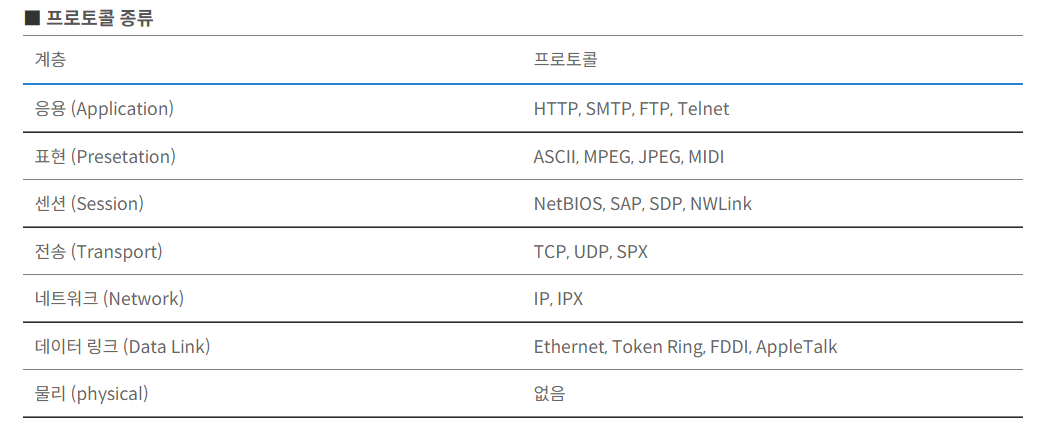 ■ 프로토콜 종류
계층 프로토콜
응용 (Application) HTTP, SMTP, FTP, Telnet
표현 (Presetation) ASCII, MPEG, JPEG, MIDI
센션 (Session) NetBIOS, SAP, SDP, NWLink
전송 (Transport) TCP, UDP, SPX
네트워크 (Network) IP, IPX
데이터 링크 (Data Link) Ethernet, Token Ring, FDDI, AppleTalk
물리 (physical) 없음